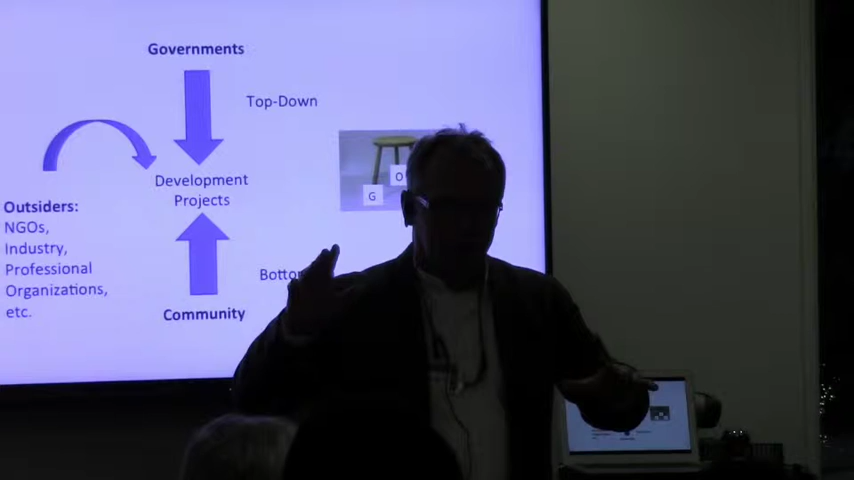 Governments
Top-Down
Development
Projects
O
G
Outsiders:
NGOs,
Industry,
Professional
Organizations,
etc.
Community